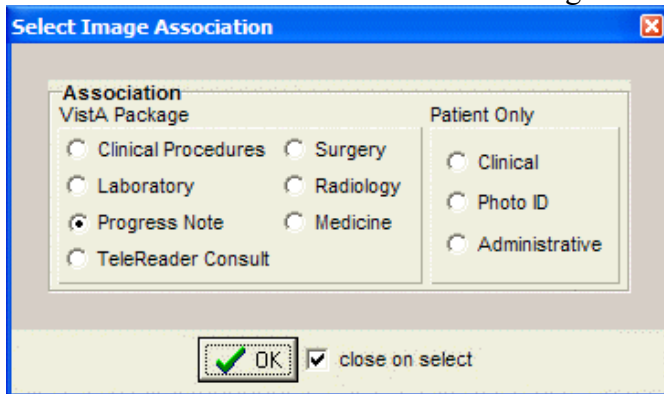 Select Image Association
Association
VistA Package
Patient Only
Clinical Procedures Surgery
Clinical
Laboratory Radiology
Photo ID
Progress Note Medicine
Administrative
TeleReader Consult
OK close on select